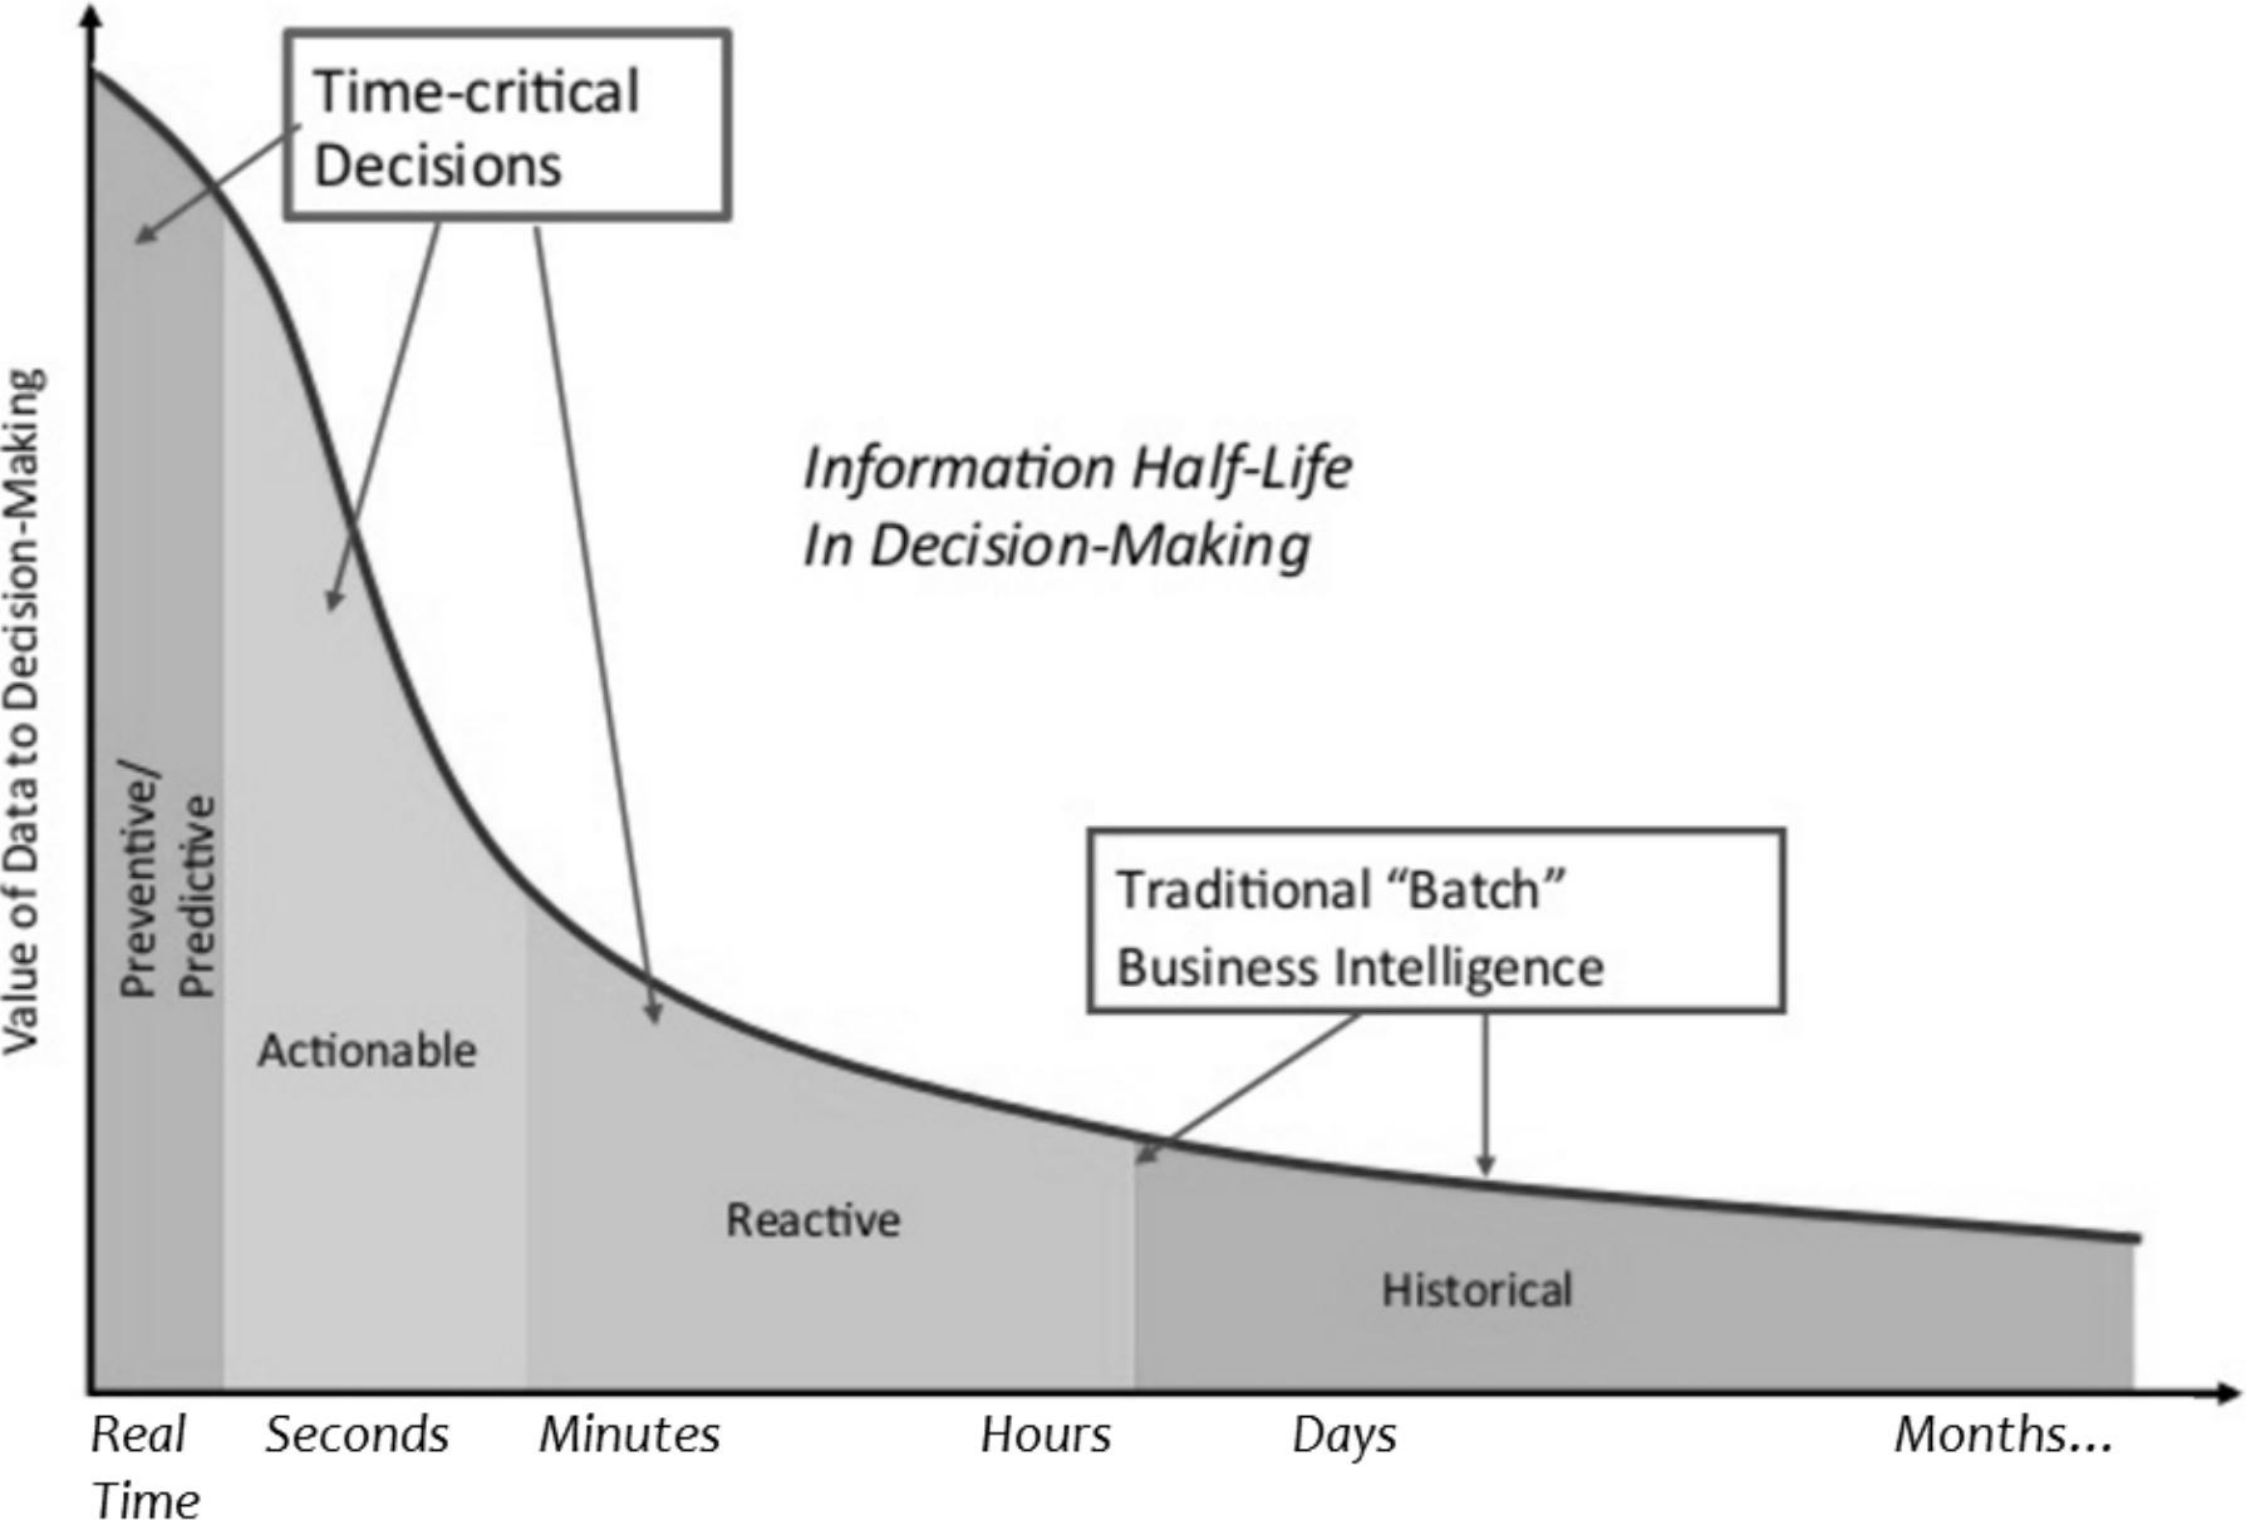 Time-critical
Decisions
Value of Data to Decision-Making
Information Half-Life
In Decision-Making
Traditional “Batch”
Business Intelligence
Preventive/
Predictive
Actionable
Reactive
Historical
Real
Time
Seconds
Minutes
Hours
Days
Months...